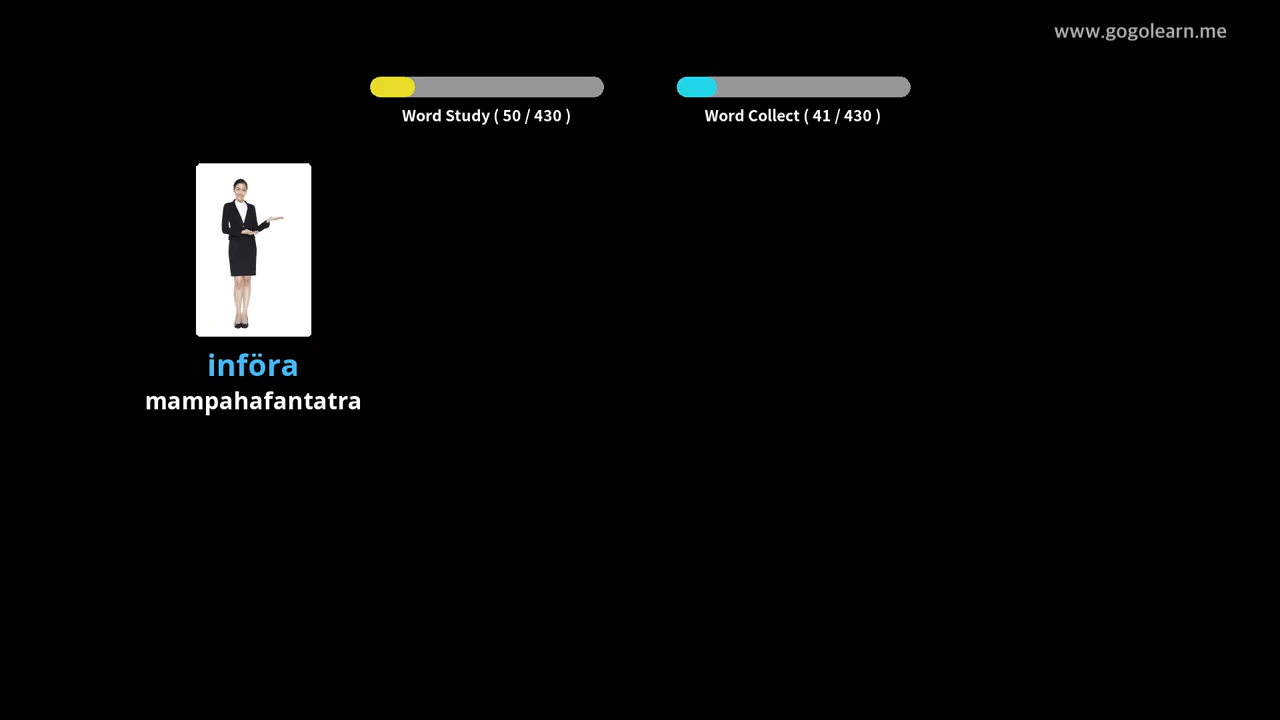 www.gogolearn.me
Word Study ( 50 / 430 )
Word Collect ( 41 / 430 )
införa
mampahafantatra